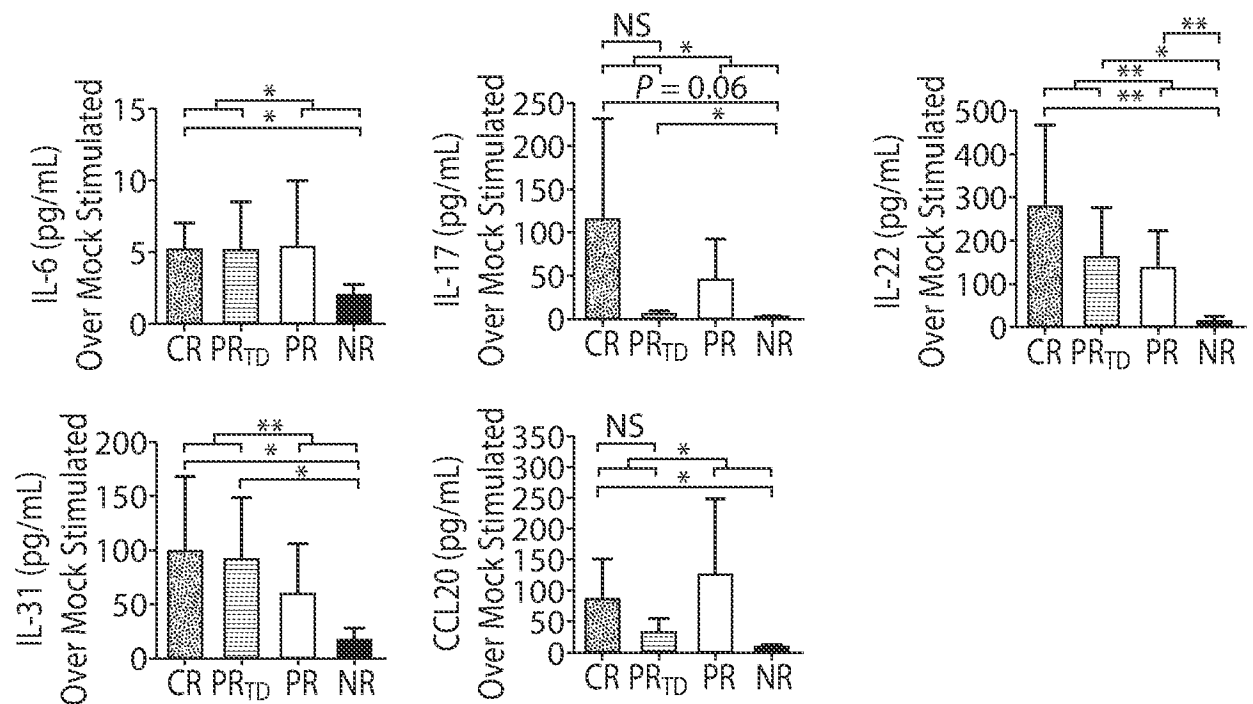 IL-6 (pg/mL)
Over Mock Stimulated
15
10
5
0
*
*
CR PRTD PR NR
IL-17 (pg/mL)
Over Mock Stimulated
250
200
150
100
50
0
NS
*
P = 0.06
*
CR PRTD PR NR
IL-22 (pg/mL)
Over Mock Stimulated
500
400
300
200
100
0
**
*
**
**
CR PRTD PR NR
IL-31 (pg/mL)
Over Mock Stimulated
200
150
100
50
0
**
*
*
CR PRTD PR NR
CCL20 (pg/mL)
Over Mock Stimulated
350
300
250
200
150
100
50
0
NS
*
*
CR PRTD PR NR